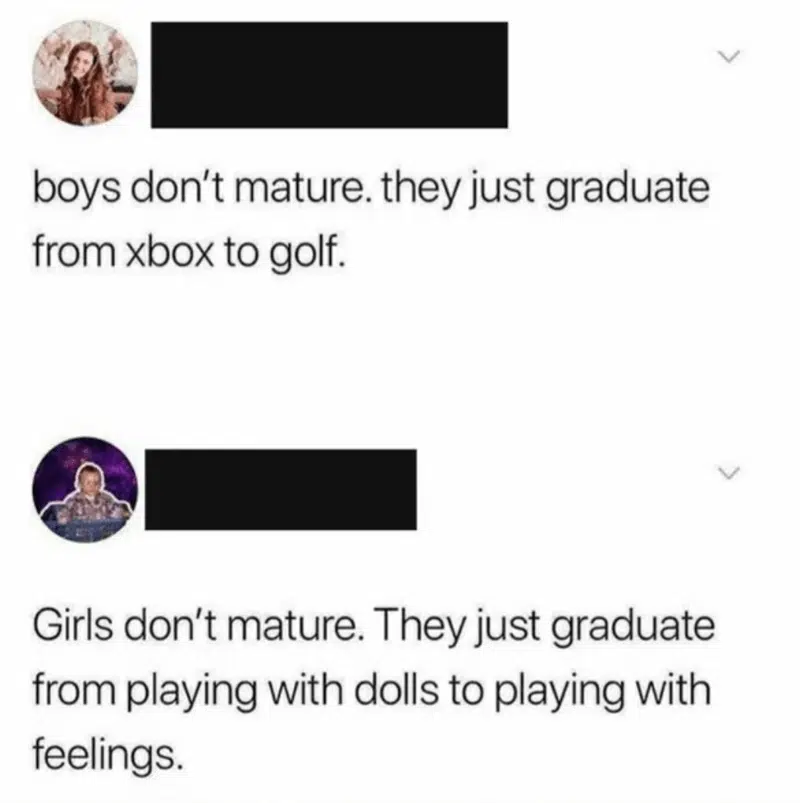 boys don't mature. they just graduate
from xbox to golf.
Girls don't mature. They just graduate
from playing with dolls to playing with
feelings.